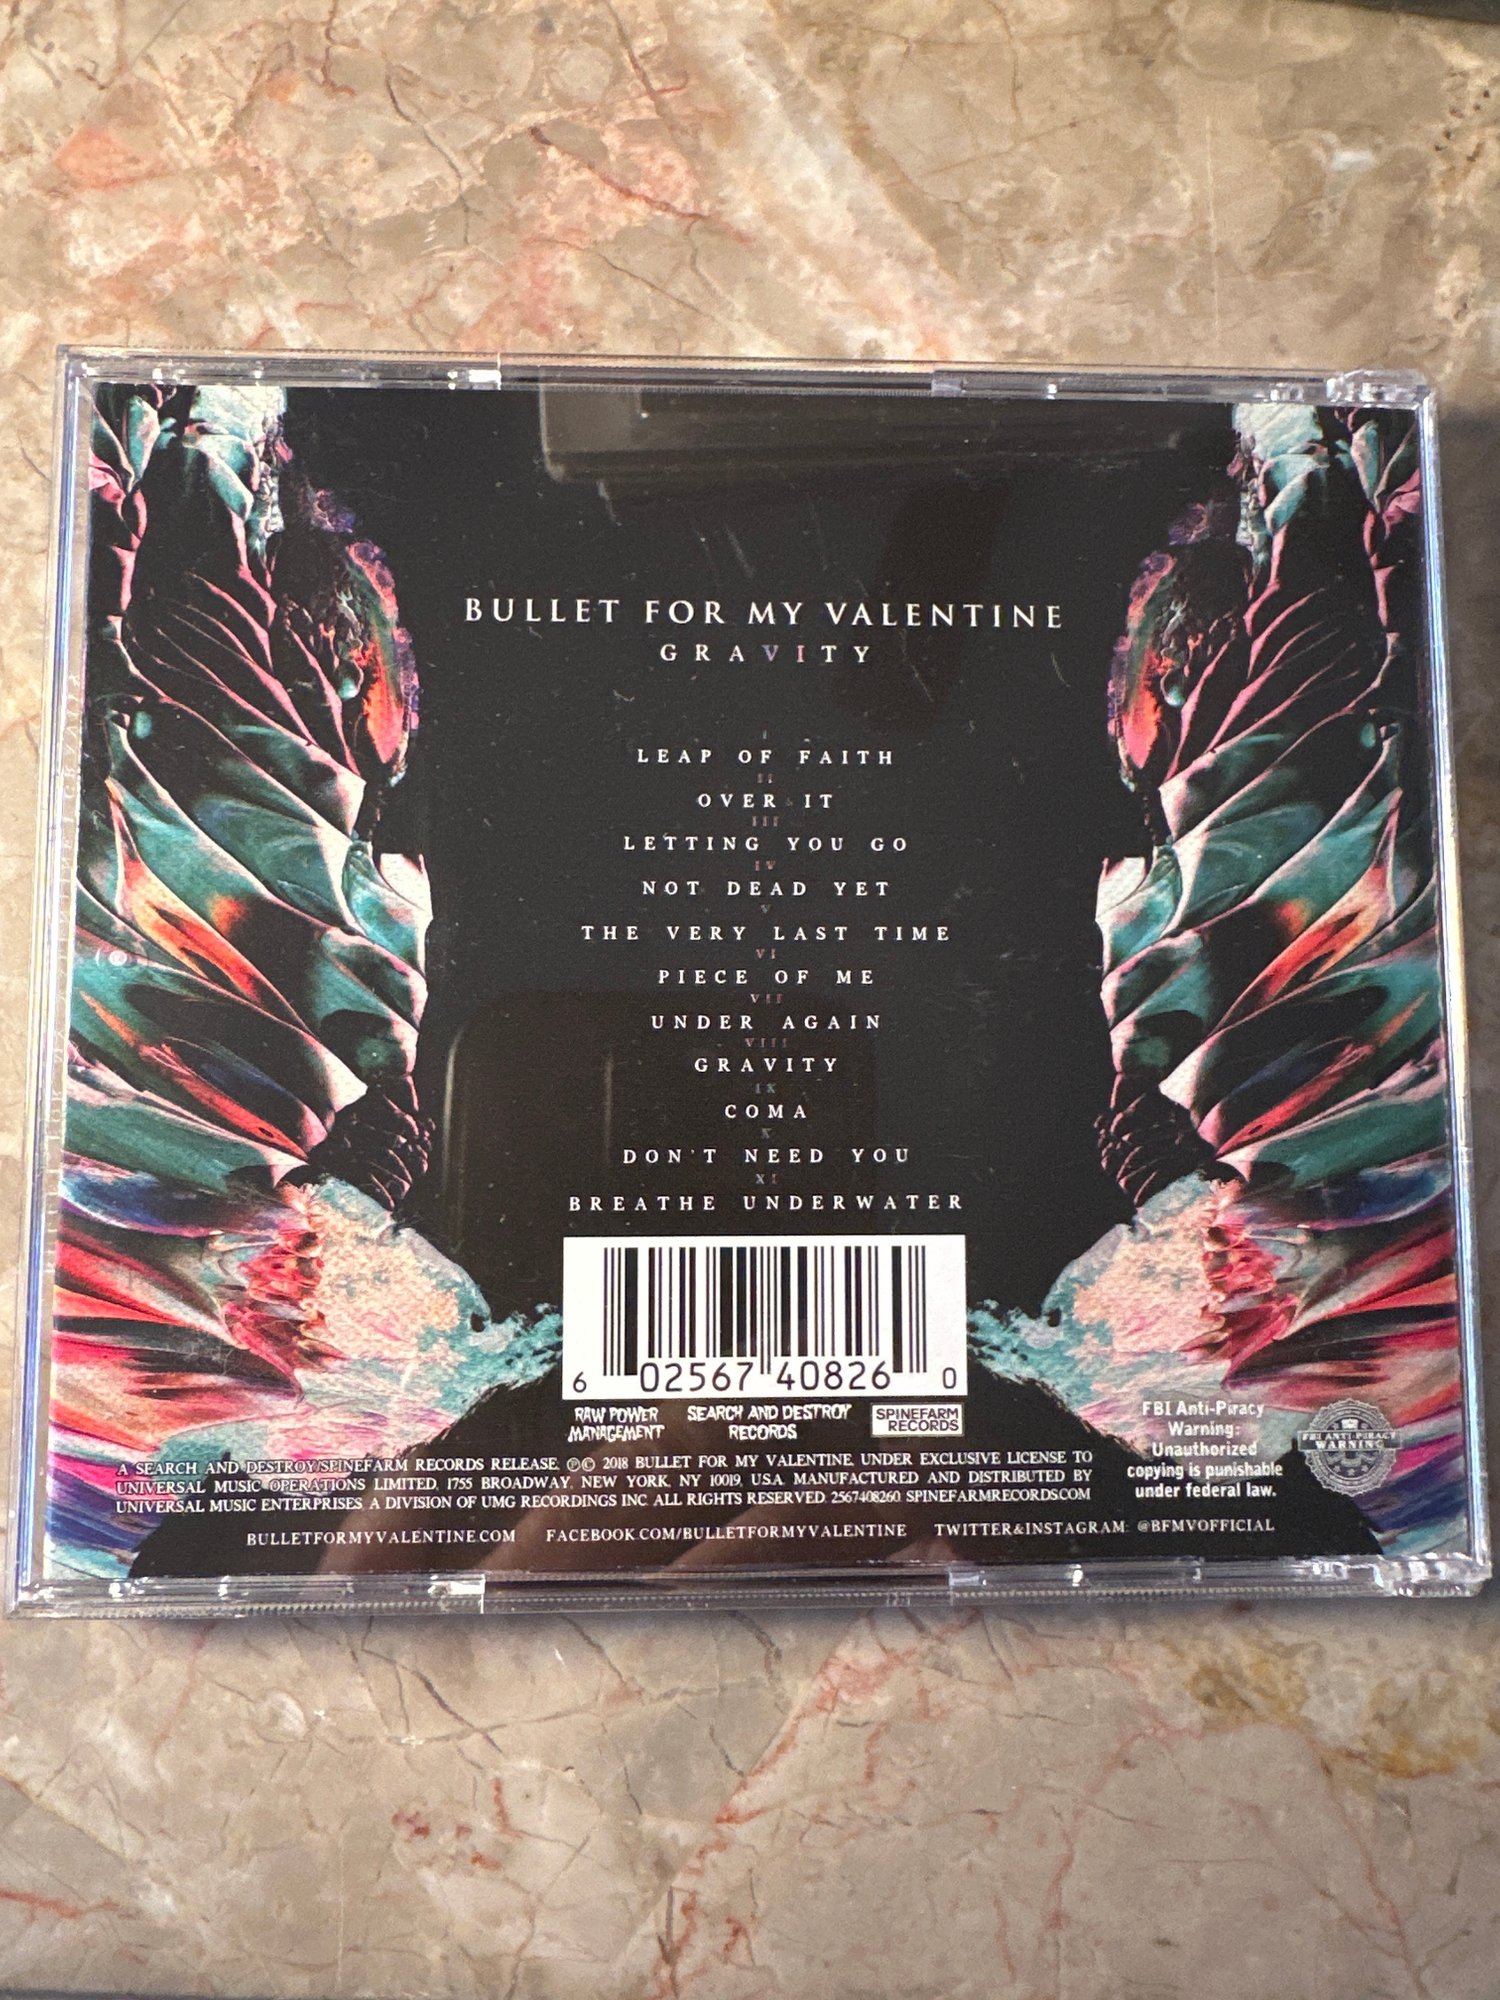 BULLET FOR MY VALENTINE
GRAVITY
I
LEAP OF FAITH
II
OVER IT
III
LETTING YOU GO
IV
NOT DEAD YET
V
THE VERY LAST TIME
VI
PIECE OF ME
VII
UNDER AGAIN
VIII
GRAVITY
IX
COMA
X
DON'T NEED YOU
XI
BREATHE UNDERWATER
6 02567 40826 0
RAW POWER
MANAGEMENT
SEARCH AND DESTROY
RECORDS
SPINEFARM
RECORDS
FBI Anti-Piracy
Warning:
Unauthorized
copying is punishable
under federal law.
FBI ANTI-PIRACY
WARNING
A SEARCH AND DESTROY/SPINEFARM RECORDS RELEASE. ℗© 2018 BULLET FOR MY VALENTINE, UNDER EXCLUSIVE LICENSE TO
UNIVERSAL MUSIC OPERATIONS LIMITED, 1755 BROADWAY, NEW YORK, NY 10019, U.S.A. MANUFACTURED AND DISTRIBUTED BY
UNIVERSAL MUSIC ENTERPRISES, A DIVISION OF UMG RECORDINGS INC. ALL RIGHTS RESERVED. 2567408260. SPINEFARMRECORDS.COM
BULLETFORMYVALENTINE.COM FACEBOOK.COM/BULLETFORMYVALENTINE TWITTER&INSTAGRAM: @BFMVOFFICIAL